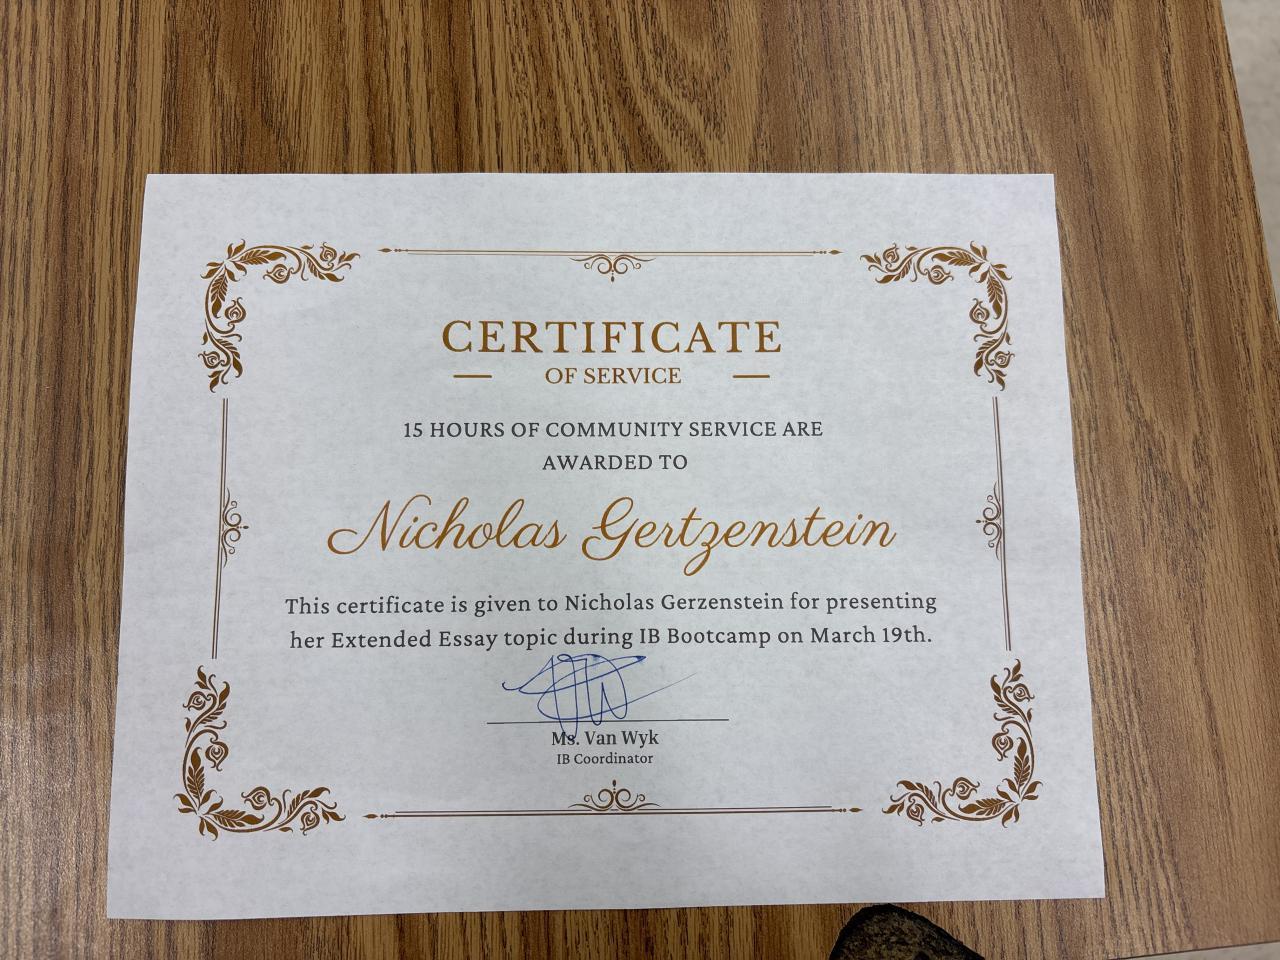 CERTIFICATE
OF SERVICE
15 HOURS OF COMMUNITY SERVICE ARE
AWARDED TO
Nicholas Gertzenstein
This certificate is given to Nicholas Gerzenstein for presenting
her Extended Essay topic during IB Bootcamp on March 19th.
Ms. Van Wyk
IB Coordinator